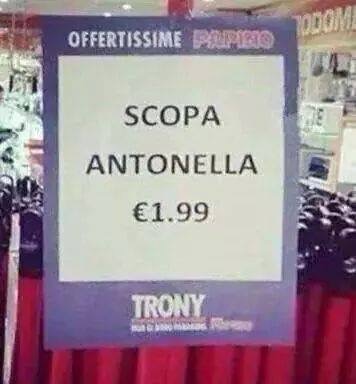 OFFERTISSIME PAPINO
SCOPA
ANTONELLA
€1.99
TRONY